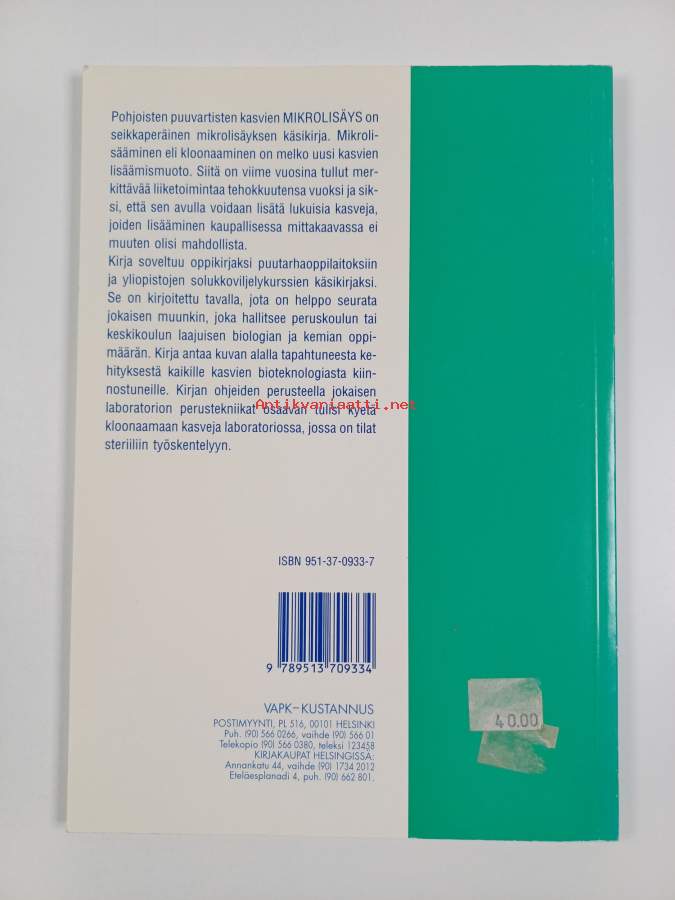 Pohjoisten puuvartisten kasvien MIKROLISÄYS on
seikkaperäinen mikrolisäyksen käsikirja. Mikroli-
sääminen eli kloonaaminen on melko uusi kasvien
lisäämismuoto. Siitä on viime vuosina tullut mer-
kittävää liiketoimintaa tehokkuutensa vuoksi ja sik-
si, että sen avulla voidaan lisätä lukuisia kasveja,
joiden lisääminen kaupallisessa mittakaavassa ei
muuten olisi mahdollista.
Kirja soveltuu oppikirjaksi puutarhaoppilaitoksiin
ja yliopistojen solukkoviljelykurssien käsikirjaksi.
Se on kirjoitettu tavalla, jota on helppo seurata
jokaisen muunkin, joka hallitsee peruskoulun tai
keskikoulun laajuisen biologian ja kemian oppi-
määrän. Kirja antaa kuvan alalla tapahtuneesta ke-
hityksestä kaikille kasvien bioteknologiasta kiin-
nostuneille. Kirjan ohjeiden perusteella jokaisen
laboratorion perustekniikat osaavan tulisi kyetä
kloonaamaan kasveja laboratoriossa, jossa on tilat
steriiliin työskentelyyn.
Antikvariaatti.net
ISBN 951-37-0933-7
9 789513 709334
VAPK–KUSTANNUS
POSTIMYYNTI, PL 516, 00101 HELSINKI
Puh. (90) 566 0266, vaihde (90) 566 01
Telekopio (90) 566 0380, teleksi 123458
KIRJAKAUPAT HELSINGISSÄ:
Annankatu 44, vaihde (90) 1734 2012
Eteläesplanadi 4, puh. (90) 662 801.
40.00